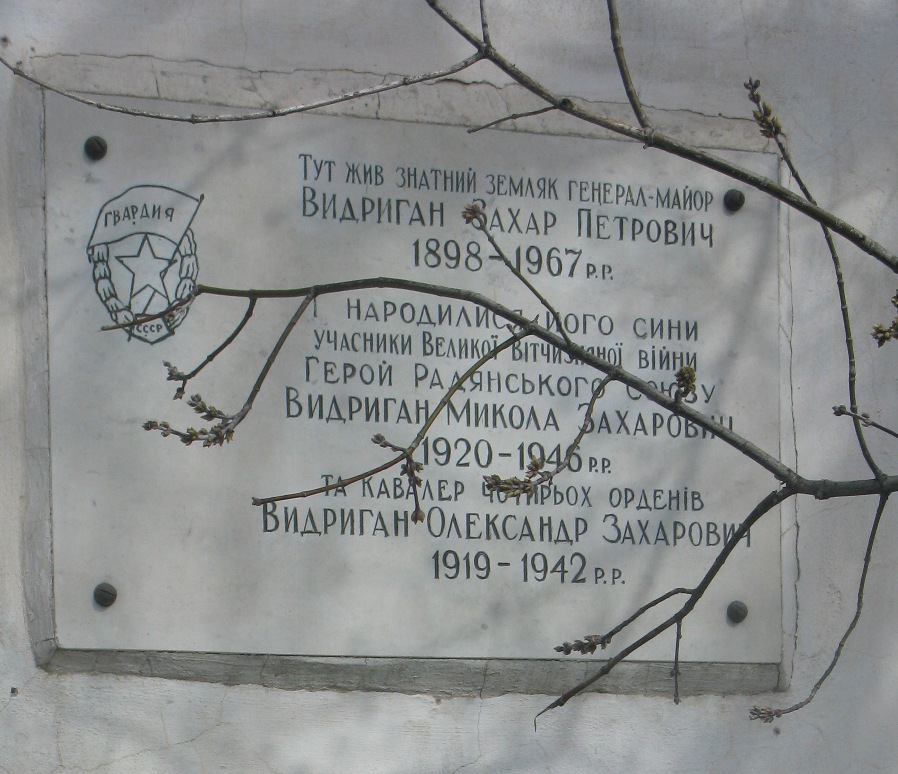 ГВАРДИЯ
СССР
Тут жив знатний земляк генерал-майор
Видриган Захар Петрович
1898-1967 р.р.
І народилися його сини
учасники Великої Вітчизняної війни
Герой Радянського Союзу
Видриган Микола Захарович
1920-1946 р.р.
та кавалер чотирьох орденів
Видриган Олександр Захарович
1919-1942 р.р.